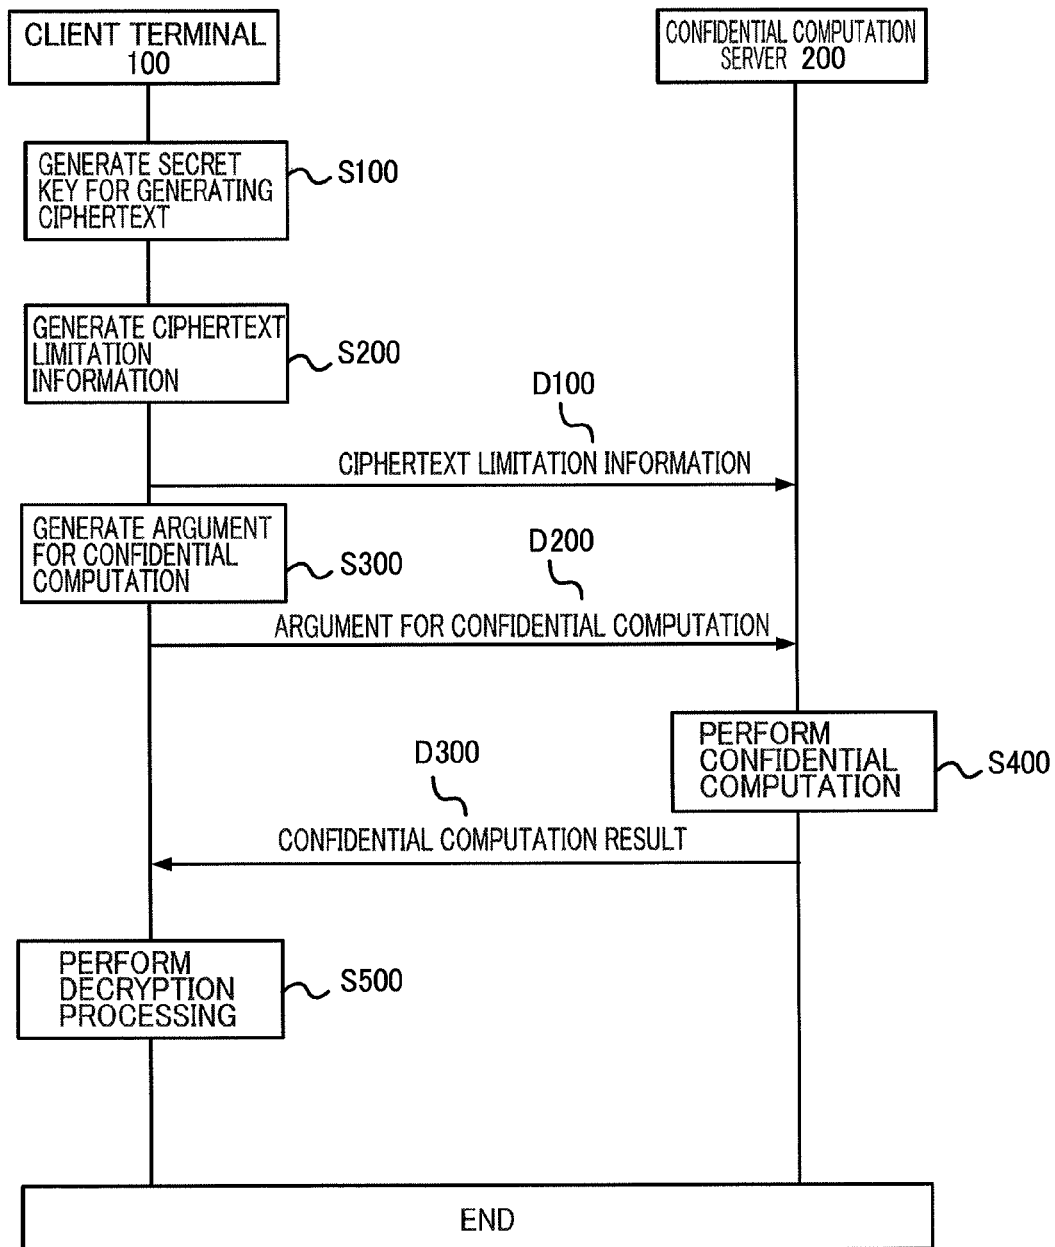 CLIENT TERMINAL
100
CONFIDENTIAL COMPUTATION
SERVER 200
GENERATE SECRET
KEY FOR GENERATING
CIPHERTEXT
S100
GENERATE CIPHERTEXT
LIMITATION
INFORMATION
S200
D100
CIPHERTEXT LIMITATION INFORMATION
GENERATE ARGUMENT
FOR CONFIDENTIAL
COMPUTATION
S300
D200
ARGUMENT FOR CONFIDENTIAL COMPUTATION
PERFORM
CONFIDENTIAL
COMPUTATION
S400
D300
CONFIDENTIAL COMPUTATION RESULT
PERFORM
DECRYPTION
PROCESSING
S500
END